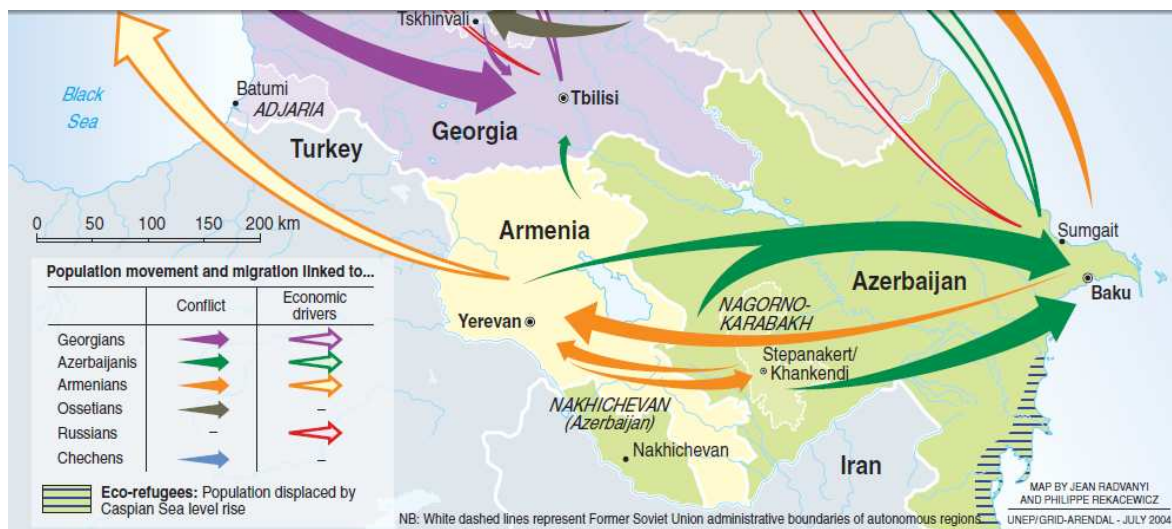 Tskhinvali
Black
Sea
Batumi
ADJARIA
Tbilisi
Georgia
Turkey
0 50 100 150 200 km
Armenia
Sumgait
Azerbaijan
Baku
NAGORNO-
KARABAKH
Yerevan
Stepanakert/
Khankendj
NAKHICHEVAN
(Azerbaijan)
Nakhichevan
Iran
Population movement and migration linked to...
Conflict
Economic
drivers
Georgians
Azerbaijanis
Armenians
Ossetians –
Russians –
Chechens –
Eco-refugees: Population displaced by
Caspian Sea level rise
NB: White dashed lines represent Former Soviet Union administrative boundaries of autonomous regions
MAP BY JEAN RADVANYI
AND PHILIPPE REKACEWICZ
UNEP/GRID-ARENDAL - JULY